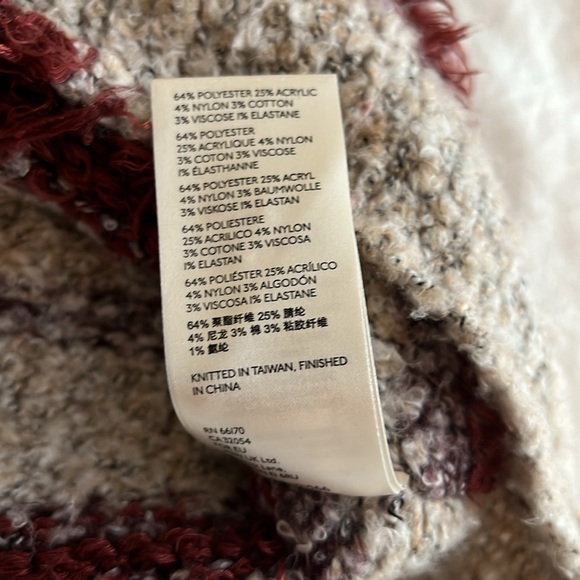 64% POLYESTER 25% ACRYLIC
4% NYLON 3% COTTON
3% VISCOSE 1% ELASTANE
64% POLYESTER
25% ACRYLIQUE 4% NYLON
3% COTON 3% VISCOSE
1% ÉLASTHANNE
64% POLYESTER 25% ACRYL
4% NYLON 3% BAUMWOLLE
3% VISKOSE 1% ELASTAN
64% POLIESTERE
25% ACRILICO 4% NYLON
3% COTONE 3% VISCOSA
1% ELASTAN
64% POLIÉSTER 25% ACRÍLICO
4% NYLON 3% ALGODÓN
3% VISCOSA 1% ELASTANE
64% 聚酯纤维 25% 腈纶
4% 尼龙 3% 棉 3% 粘胶纤维
1% 氨纶
KNITTED IN TAIWAN, FINISHED
IN CHINA
RN 66170
CA 32054
EU
UK Ltd.
Lane,